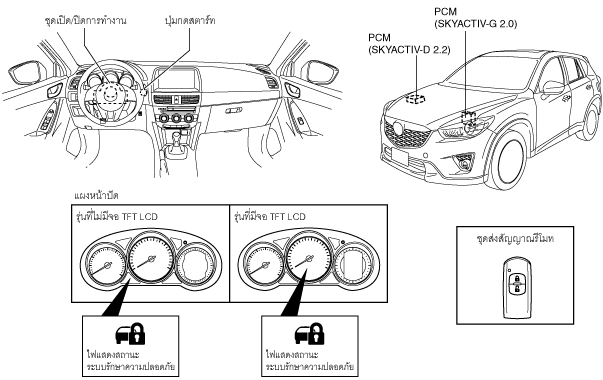 ชุดเปิด/ปิดการทำงาน
ปุ่มกดสตาร์ท
PCM
(SKYACTIV-G 2.0)
PCM
(SKYACTIV-D 2.2)
แผงหน้าปัด
รุ่นที่ไม่มีจอ TFT LCD
รุ่นที่มีจอ TFT LCD
ไฟแสดงสถานะ
ระบบรักษาความปลอดภัย
ไฟแสดงสถานะ
ระบบรักษาความปลอดภัย
ชุดส่งสัญญาณรีโมท